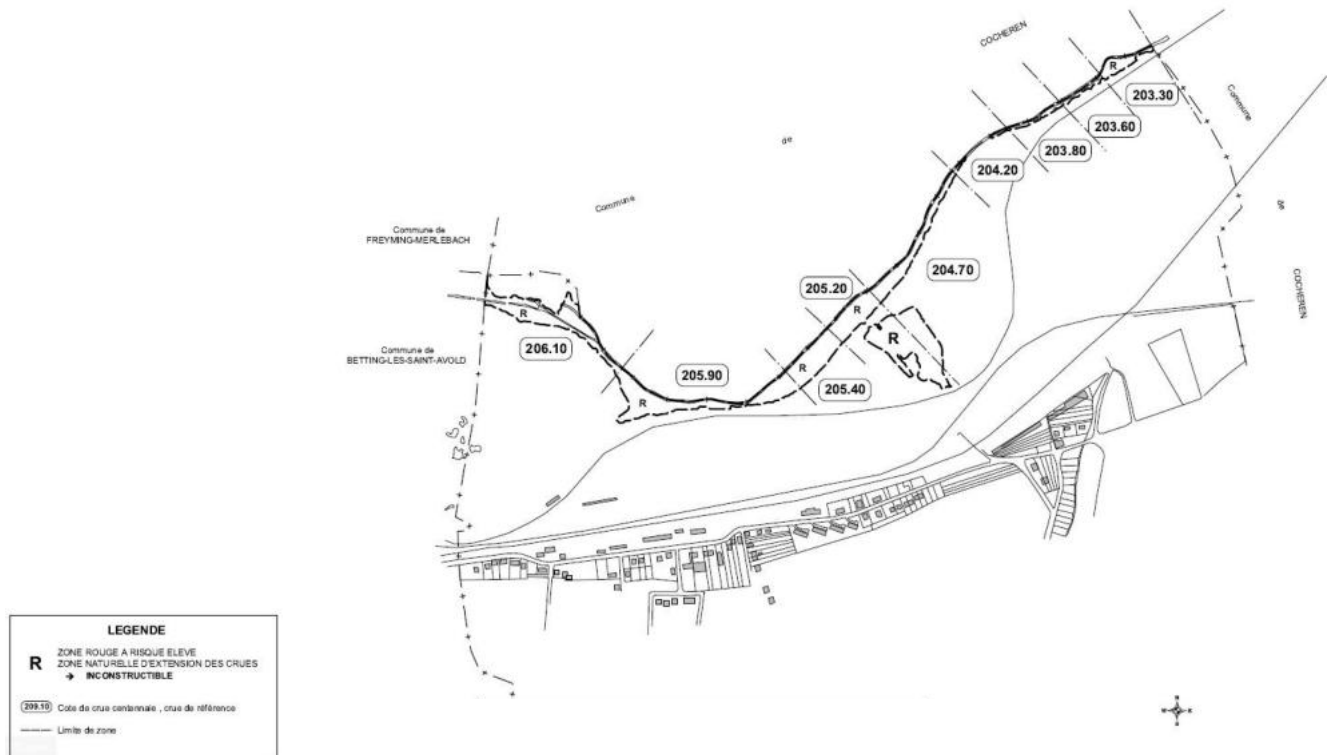 COCHEREN
de
Commune
R
203.30
203.60
203.80
204.20
Commune
de
COCHEREN
Commune de
FREYMING-MERLEBACH
204.70
205.20
R
R
R
206.10
Commune de
BETTING-LES-SAINT-AVOLD
205.90
R
205.40
R
LEGENDE
R
ZONE ROUGE A RISQUE ELEVE
ZONE NATURELLE D'EXTENSION DES CRUES
→ INCONSTRUCTIBLE
209.10 Cote de crue centennale , crue de référence
Limite de zone
N
W E
S